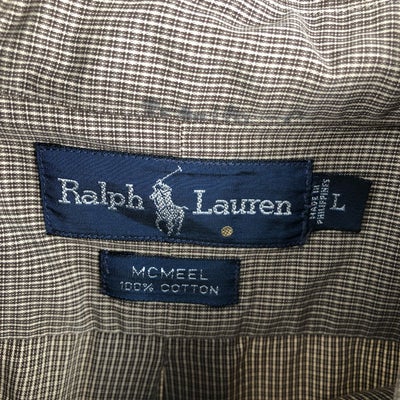 Ralph Lauren
MADE IN
PHILIPPINES
L
MCMEEL
100% COTTON